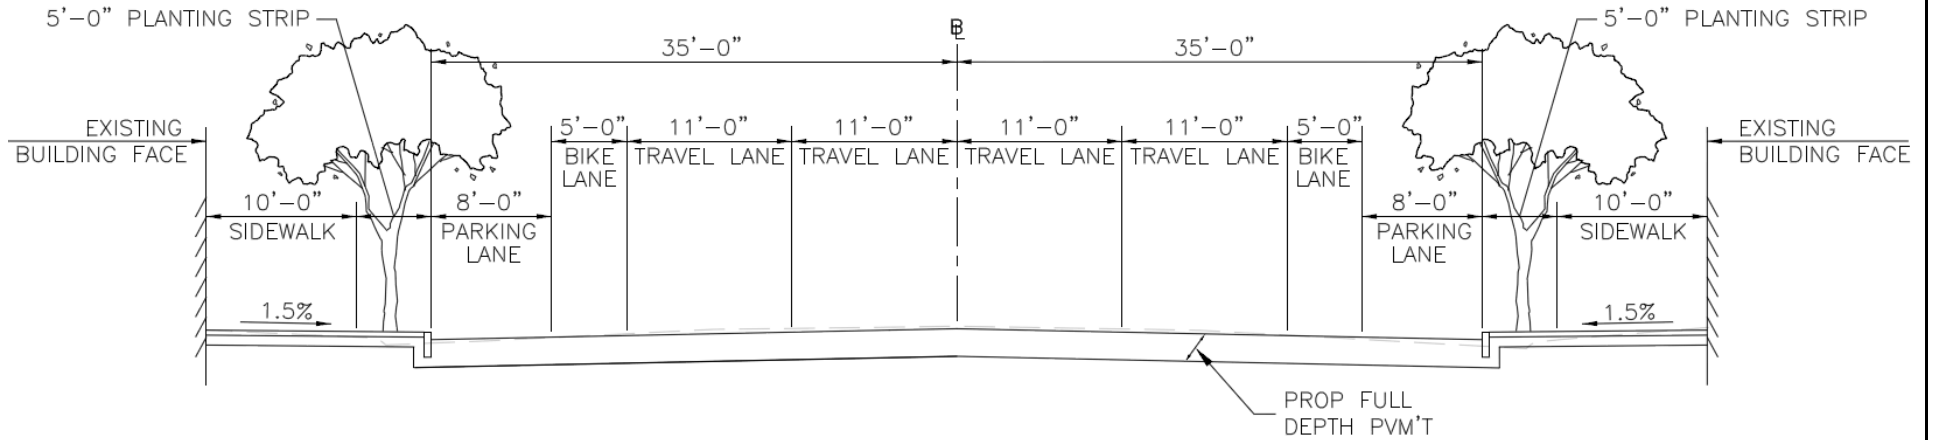 5'-0" PLANTING STRIP
5'-0" PLANTING STRIP
35'-0"
℄
35'-0"
EXISTING
BUILDING FACE
5'-0"
BIKE
LANE
11'-0"
TRAVEL LANE
11'-0"
TRAVEL LANE
11'-0"
TRAVEL LANE
11'-0"
TRAVEL LANE
5'-0"
BIKE
LANE
EXISTING
BUILDING FACE
10'-0"
SIDEWALK
8'-0"
PARKING
LANE
8'-0"
PARKING
LANE
10'-0"
SIDEWALK
1.5%
1.5%
PROP FULL
DEPTH PVM'T